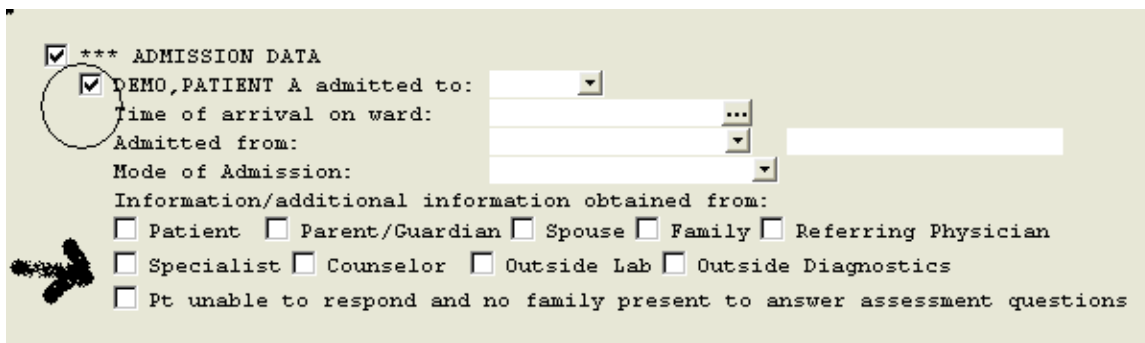 *** ADMISSION DATA
DEMO,PATIENT A admitted to:
Time of arrival on ward:
Admitted from:
Mode of Admission:
Information/additional information obtained from:
Patient Parent/Guardian Spouse Family Referring Physician
Specialist Counselor Outside Lab Outside Diagnostics
Pt unable to respond and no family present to answer assessment questions